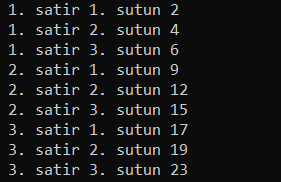 1. satir 1. sutun 2
1. satir 2. sutun 4
1. satir 3. sutun 6
2. satir 1. sutun 9
2. satir 2. sutun 12
2. satir 3. sutun 15
3. satir 1. sutun 17
3. satir 2. sutun 19
3. satir 3. sutun 23